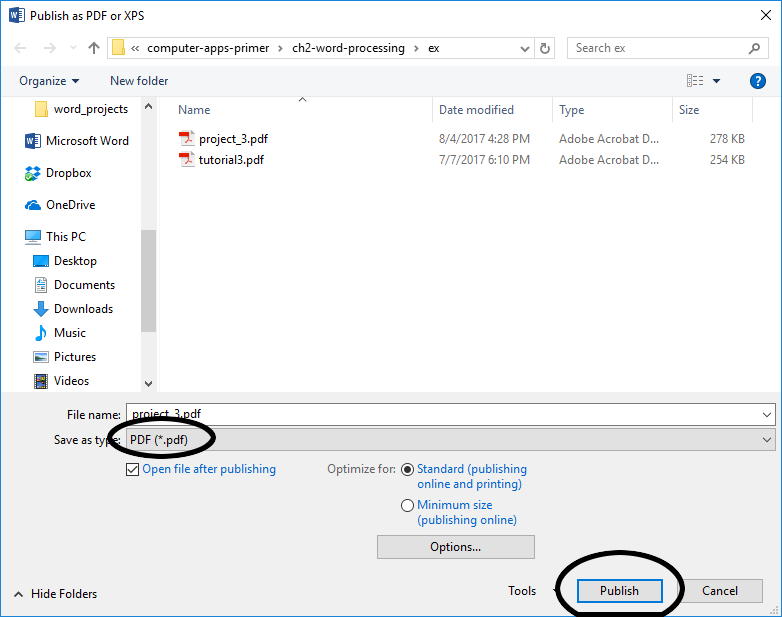 Publish as PDF or XPS
« computer-apps-primer › ch2-word-processing › ex
Search ex
Organize
New folder
?
word_projects
Microsoft Word
Dropbox
OneDrive
This PC
Desktop
Documents
Downloads
Music
Pictures
Videos
Name Date modified Type Size
project_3.pdf 8/4/2017 4:28 PM Adobe Acrobat D... 278 KB
tutorial3.pdf 7/7/2017 6:10 PM Adobe Acrobat D... 254 KB
File name: project_3.pdf
Save as type: PDF (*.pdf)
Open file after publishing
Optimize for: Standard (publishing
online and printing)
Minimum size
(publishing online)
Options...
Hide Folders
Tools
Publish
Cancel